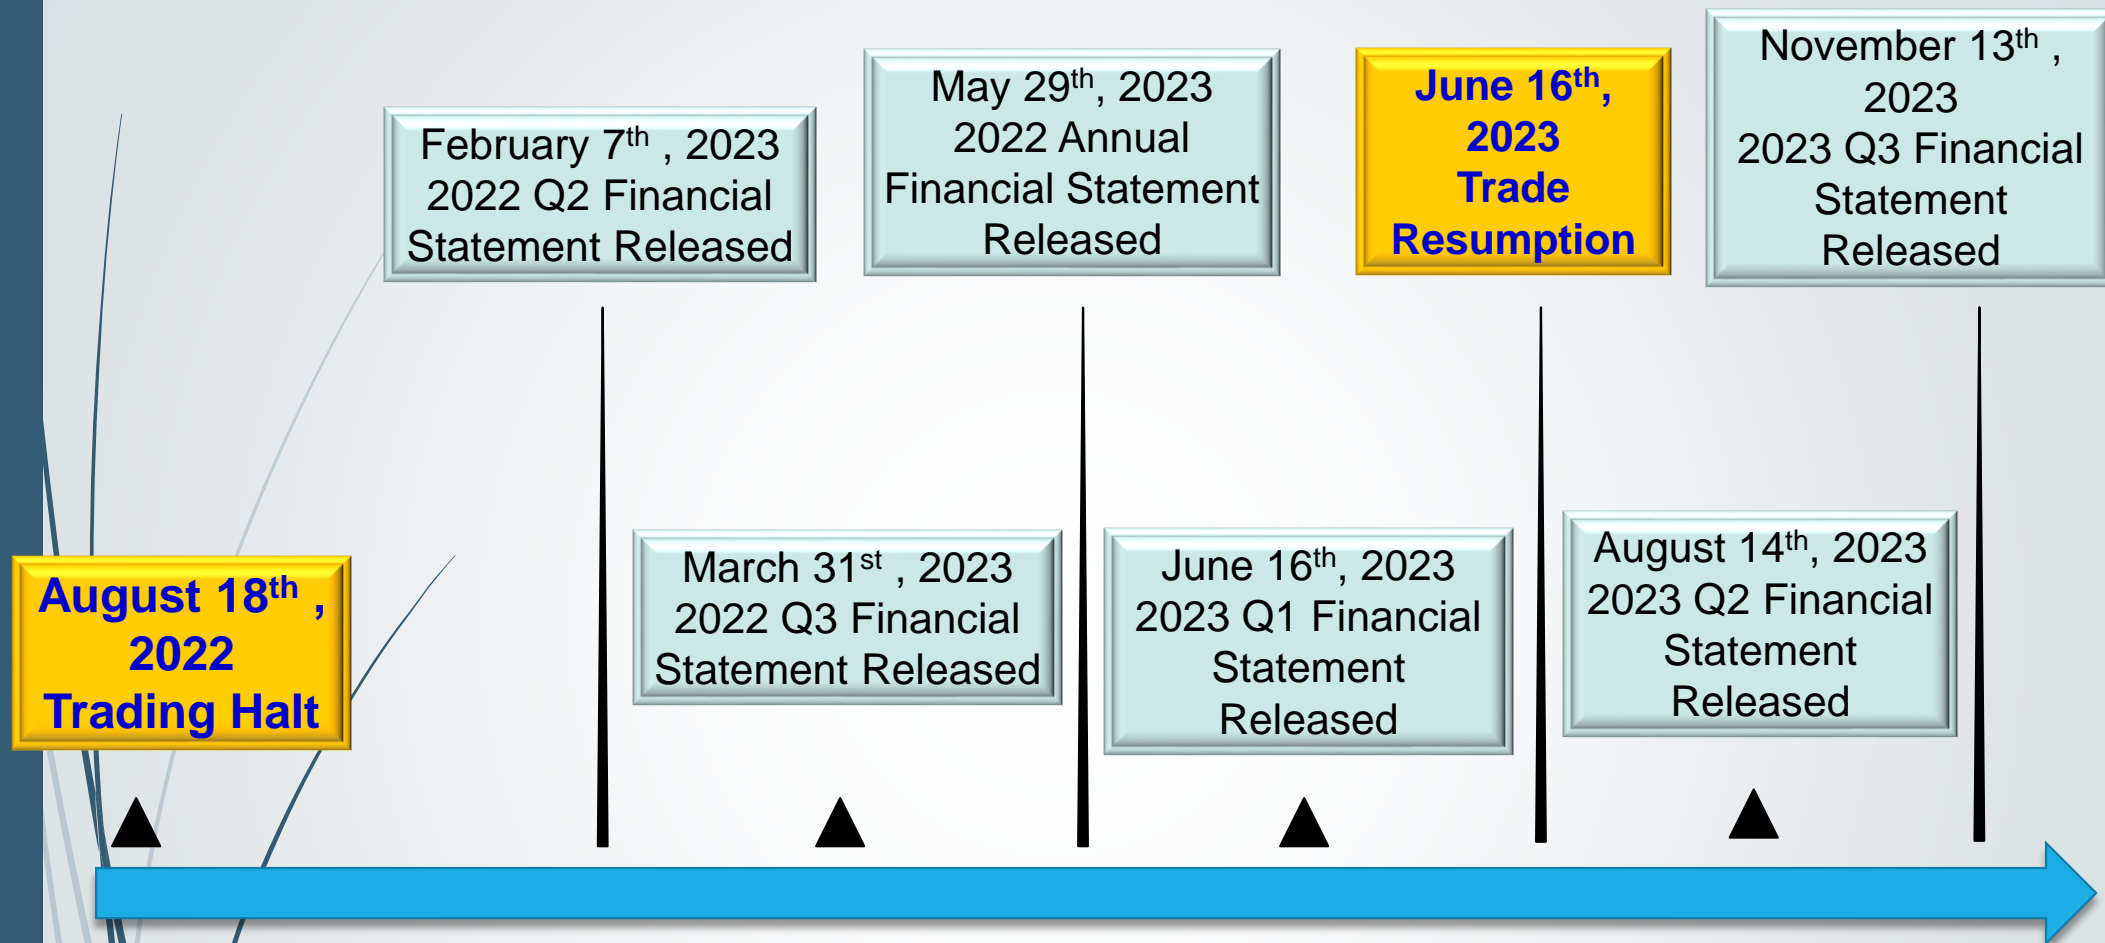 August 18th ,
2022
Trading Halt
February 7th , 2023
2022 Q2 Financial
Statement Released
March 31st , 2023
2022 Q3 Financial
Statement Released
May 29th, 2023
2022 Annual
Financial Statement
Released
June 16th, 2023
2023 Q1 Financial
Statement
Released
June 16th,
2023
Trade
Resumption
August 14th, 2023
2023 Q2 Financial
Statement
Released
November 13th ,
2023
2023 Q3 Financial
Statement
Released